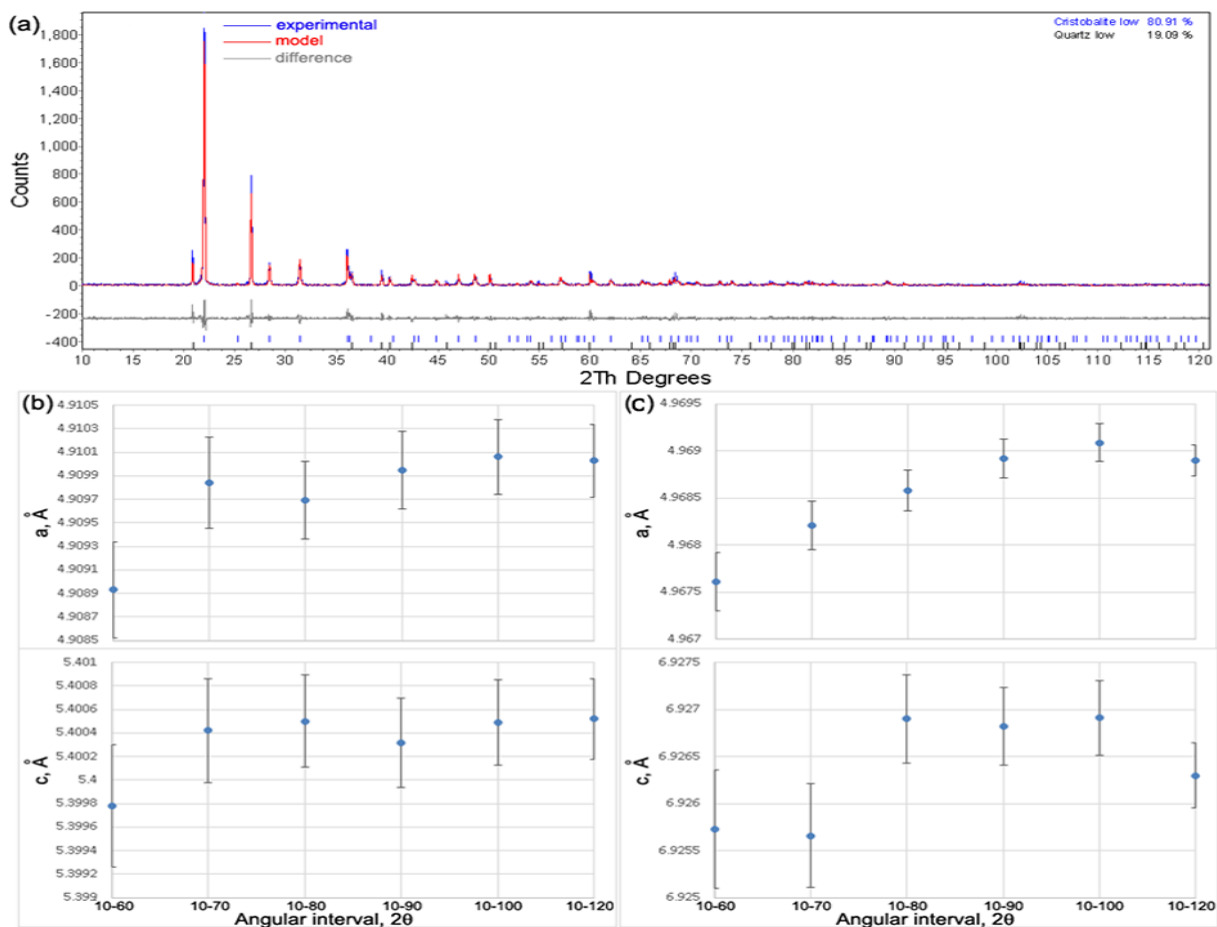 (a)
experimental
model
difference
Cristobalite low 80.91 %
Quartz low 19.09 %
1,800
1,600
1,400
1,200
1,000
800
600
400
200
0
-200
-400
Counts
10 15 20 25 30 35 40 45 50 55 60 65 70 75 80 85 90 95 100 105 110 115 120
2Th Degrees
(b)
4.9105
4.9103
4.9101
4.9099
4.9097
4.9095
4.9093
4.9091
4.9089
4.9087
4.9085
a, Å
5.401
5.4008
5.4006
5.4004
5.4002
5.4
5.3998
5.3996
5.3994
5.3992
5.399
c, Å
10-60 10-70 10-80 10-90 10-100 10-120
Angular interval, 2θ
(c)
4.9695
4.969
4.9685
4.968
4.9675
4.967
a, Å
6.9275
6.927
6.9265
6.926
6.9255
6.925
c, Å
10-60 10-70 10-80 10-90 10-100 10-120
Angular interval, 2θ